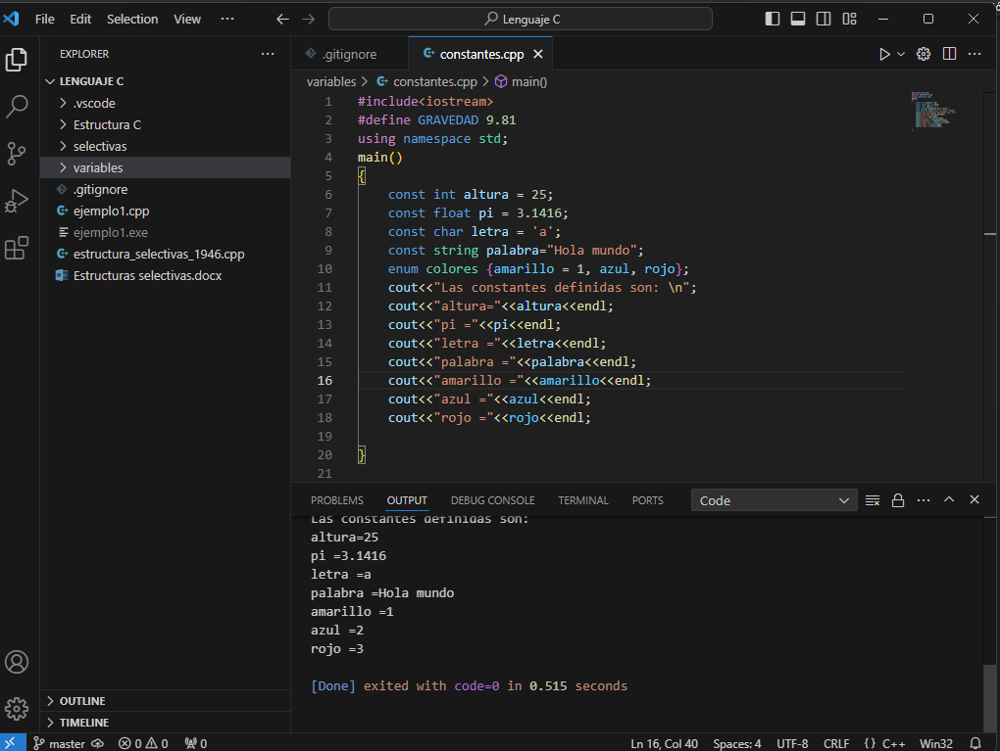 File Edit Selection View ··· Lenguaje C
EXPLORER ···
LENGUAJE C
.vscode
Estructura C
selectivas
variables
.gitignore
ejemplo1.cpp
ejemplo1.exe
estructura_selectivas_1946.cpp
Estructuras selectivas.docx
OUTLINE
TIMELINE
.gitignore constantes.cpp
variables > constantes.cpp > main()
1 #include<iostream>
2 #define GRAVEDAD 9.81
3 using namespace std;
4 main()
5 {
6 const int altura = 25;
7 const float pi = 3.1416;
8 const char letra = 'a';
9 const string palabra="Hola mundo";
10 enum colores {amarillo = 1, azul, rojo};
11 cout<<"Las constantes definidas son: \n";
12 cout<<"altura="<<altura<<endl;
13 cout<<"pi ="<<pi<<endl;
14 cout<<"letra ="<<letra<<endl;
15 cout<<"palabra ="<<palabra<<endl;
16 cout<<"amarillo ="<<amarillo<<endl;
17 cout<<"azul ="<<azul<<endl;
18 cout<<"rojo ="<<rojo<<endl;
19
20 }
21
PROBLEMS OUTPUT DEBUG CONSOLE TERMINAL PORTS Code
Las constantes definidas son:
altura=25
pi =3.1416
letra =a
palabra =Hola mundo
amarillo =1
azul =2
rojo =3
[Done] exited with code=0 in 0.515 seconds
master 0 0 0 Ln 16, Col 40 Spaces: 4 UTF-8 CRLF {} C++ Win32